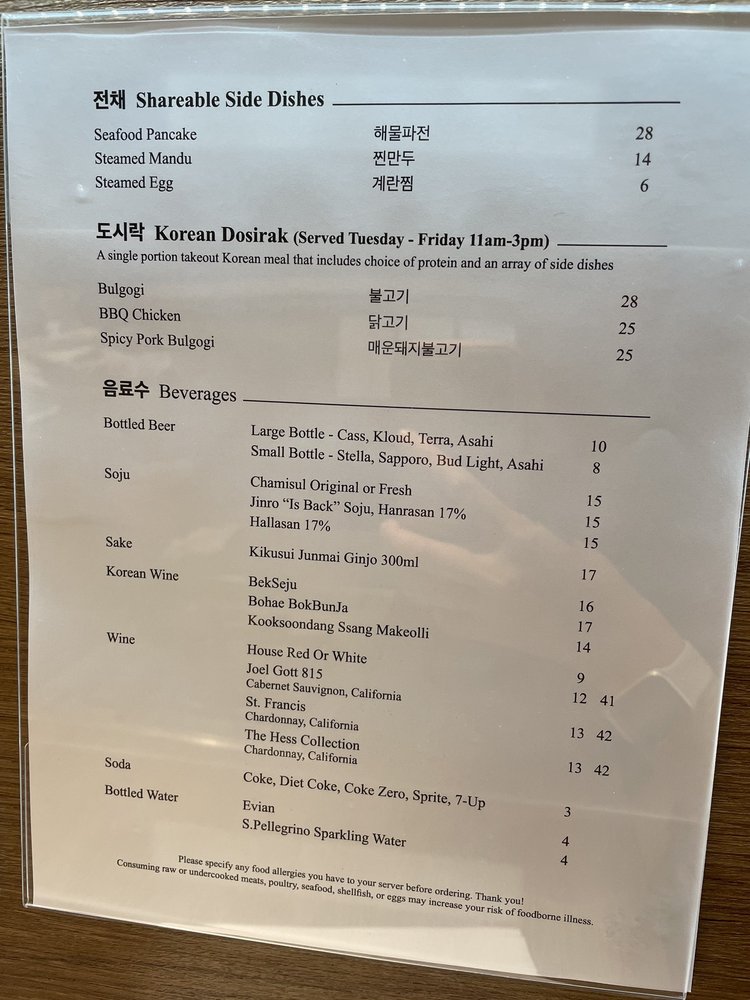 전채 Shareable Side Dishes
Seafood Pancake 해물파전 28
Steamed Mandu 찐만두 14
Steamed Egg 계란찜 6
도시락 Korean Dosirak (Served Tuesday - Friday 11am-3pm)
A single portion takeout Korean meal that includes choice of protein and an array of side dishes
Bulgogi 불고기 28
BBQ Chicken 닭고기 25
Spicy Pork Bulgogi 매운돼지불고기 25
음료수 Beverages
Bottled Beer Large Bottle - Cass, Kloud, Terra, Asahi 10
Small Bottle - Stella, Sapporo, Bud Light, Asahi 8
Soju Chamisul Original or Fresh 15
Jinro “Is Back” Soju, Hanrasan 17% 15
Hallasan 17% 15
Sake Kikusui Junmai Ginjo 300ml 17
Korean Wine BekSeju 16
Bohae BokBunJa 17
Kooksoondang Ssang Makeolli 14
Wine House Red Or White 9
Joel Gott 815 12 41
Cabernet Sauvignon, California
St. Francis 13 42
Chardonnay, California
The Hess Collection 13 42
Chardonnay, California
Soda Coke, Diet Coke, Coke Zero, Sprite, 7-Up 3
Bottled Water Evian 4
S.Pellegrino Sparkling Water 4
Please specify any food allergies you have to your server before ordering. Thank you!
Consuming raw or undercooked meats, poultry, seafood, shellfish, or eggs may increase your risk of foodborne illness.